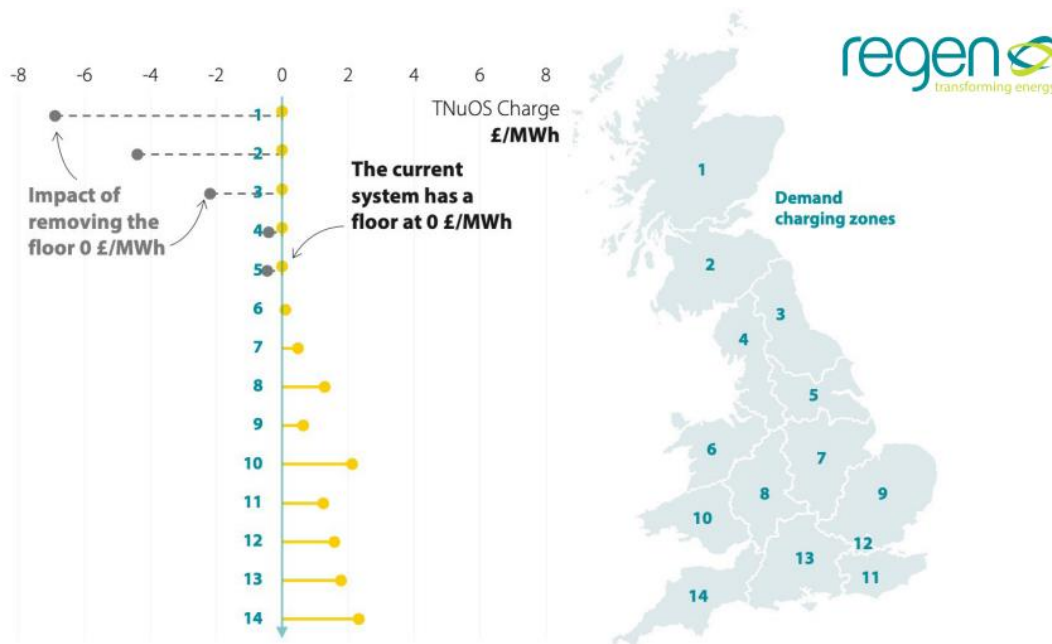 regen
transforming energy
-8 -6 -4 -2 0 2 4 6 8
TNuOS Charge
£/MWh
1
2
3
4
5
6
7
8
9
10
11
12
13
14
Impact of
removing the
floor 0 £/MWh
The current
system has a
floor at 0 £/MWh
Demand
charging zones
1
2
3
4
5
6
7
8
9
10
12
13
11
14